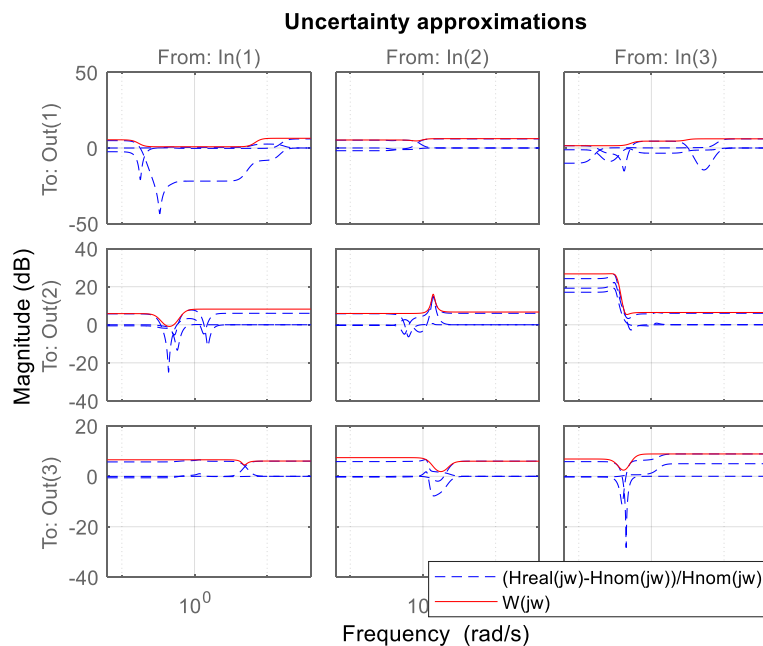 Uncertainty approximations
From: In(1)
From: In(2)
From: In(3)
To: Out(1)
50
0
-50
Magnitude (dB)
To: Out(2)
40
20
0
-20
-40
To: Out(3)
20
0
-20
-40
(Hreal(jw)-Hnom(jw))/Hnom(jw)
W(jw)
10^0
Frequency (rad/s)